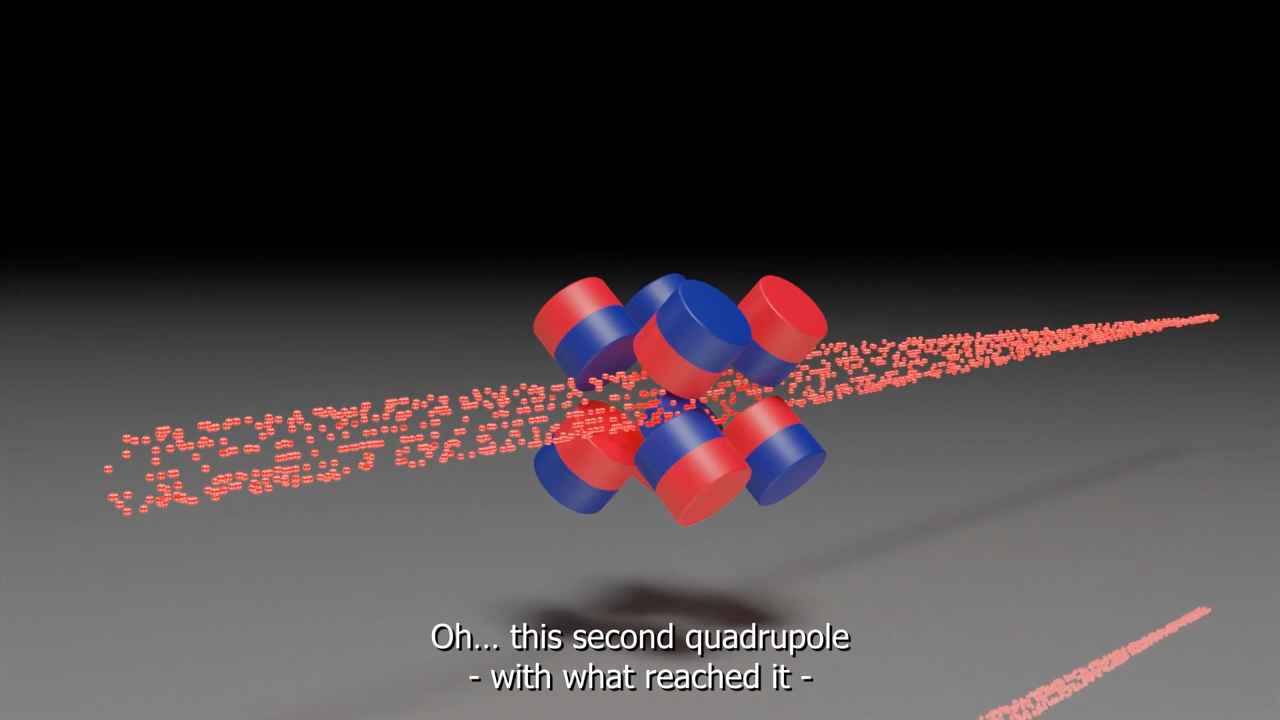 Oh... this second quadrupole
- with what reached it -